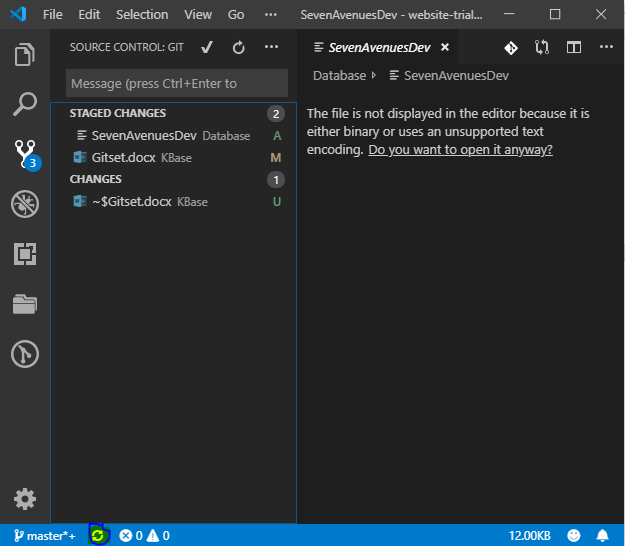 File Edit Selection View Go ··· SevenAvenuesDev - website-trial...
SOURCE CONTROL: GIT
SevenAvenuesDev
Message (press Ctrl+Enter to
Database SevenAvenuesDev
STAGED CHANGES 2
SevenAvenuesDev Database A
Gitset.docx KBase M
CHANGES 1
~$Gitset.docx KBase U
3
The file is not displayed in the editor because it is
either binary or uses an unsupported text
encoding. Do you want to open it anyway?
master*+ 0 0 12.00KB